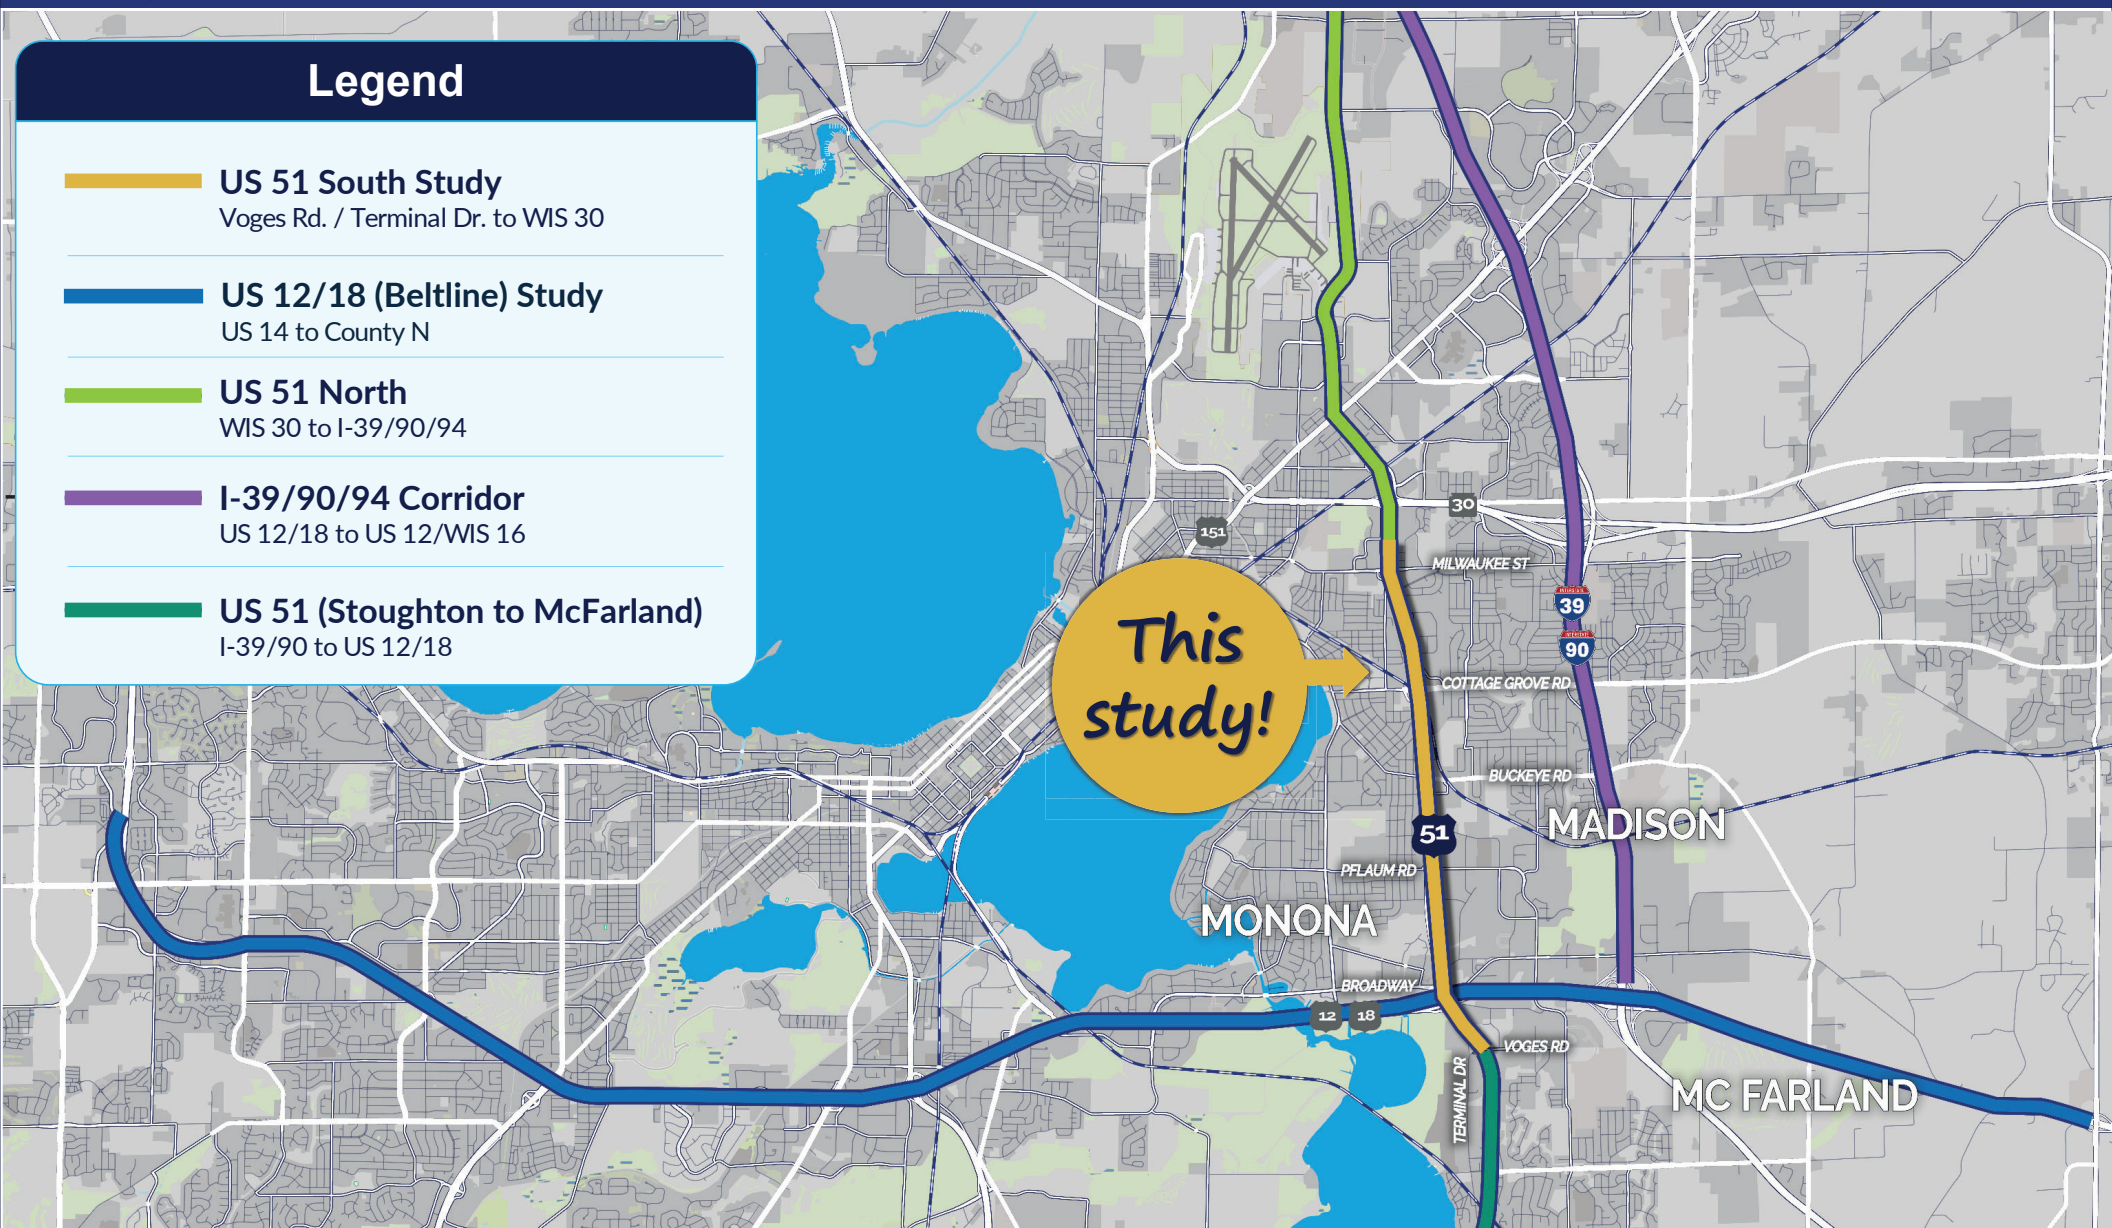 Legend
US 51 South Study
Voges Rd. / Terminal Dr. to WIS 30
US 12/18 (Beltline) Study
US 14 to County N
US 51 North
WIS 30 to I-39/90/94
I-39/90/94 Corridor
US 12/18 to US 12/WIS 16
US 51 (Stoughton to McFarland)
I-39/90 to US 12/18
30
151
MILWAUKEE ST
INTERSTATE
39
INTERSTATE
90
This
study!
COTTAGE GROVE RD
BUCKEYE RD
MADISON
51
PFLAUM RD
MONONA
BROADWAY
12
18
VOGES RD
TERMINAL DR
MC FARLAND